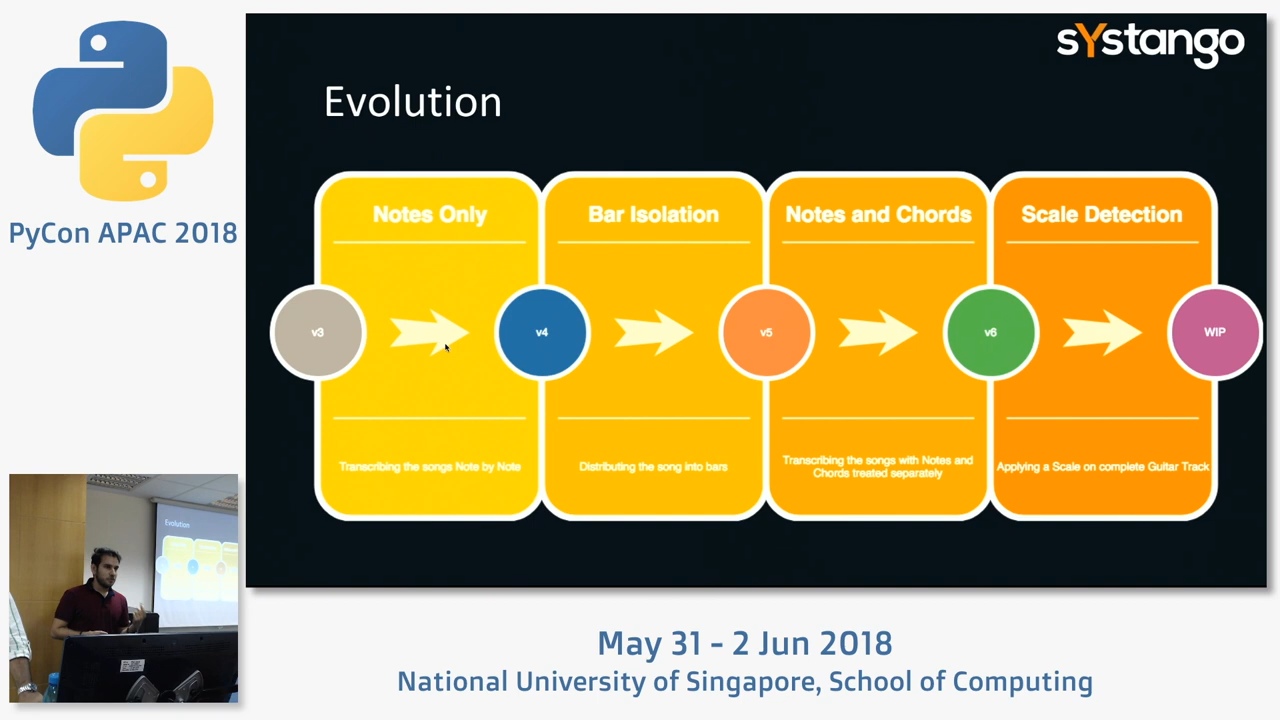 sYstango
Evolution
Notes Only
Bar Isolation
Notes and Chords
Scale Detection
v3
v4
v5
v6
WIP
Transcribing the songs Note by Note
Distributing the song into bars
Transcribing the songs with Notes and
Chords treated separately
Applying a Scale on complete Guitar Track
PyCon APAC 2018
Evolution
May 31 - 2 Jun 2018
National University of Singapore, School of Computing